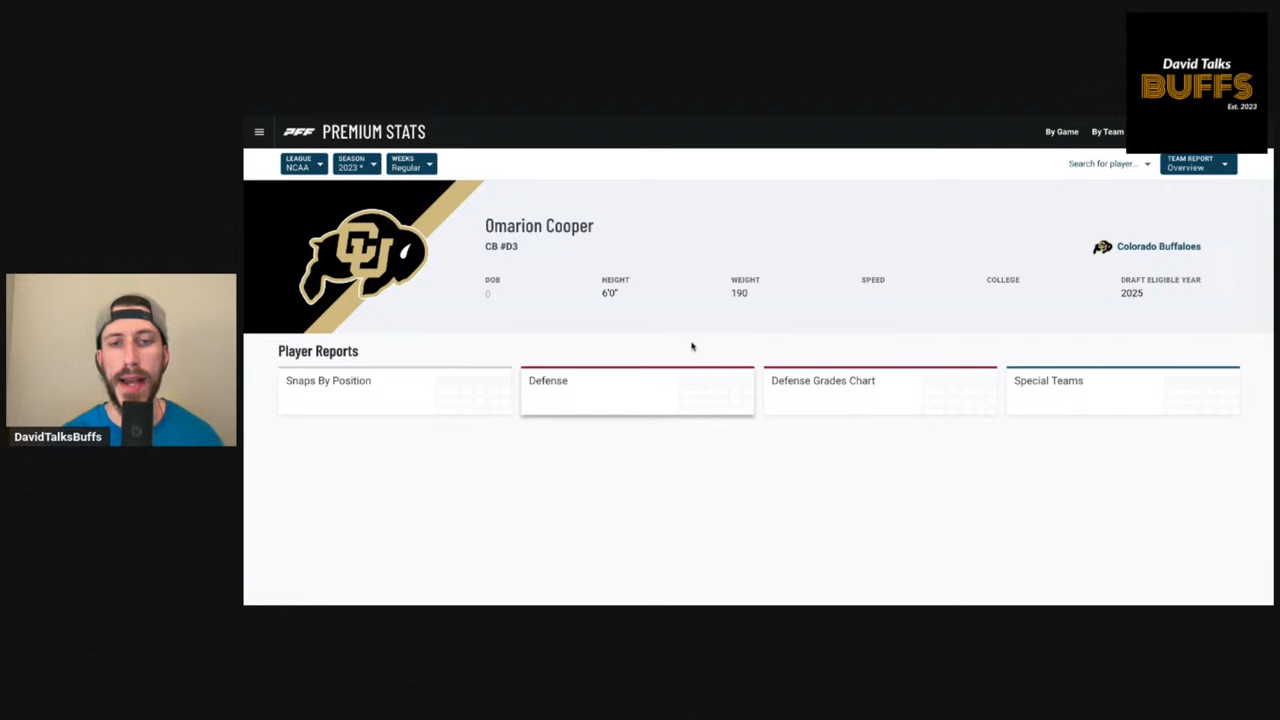 David Talks
BUFFS
Est. 2023
PFF PREMIUM STATS
By Game By Team
LEAGUE
NCAA
SEASON
2023 *
WEEKS
Regular
Search for player...
TEAM REPORT
Overview
CU
Omarion Cooper
CB #D3
Colorado Buffaloes
DOB HEIGHT WEIGHT SPEED COLLEGE DRAFT ELIGIBLE YEAR
() 6'0" 190 2025
Player Reports
Snaps By Position Defense Defense Grades Chart Special Teams
DavidTalksBuffs